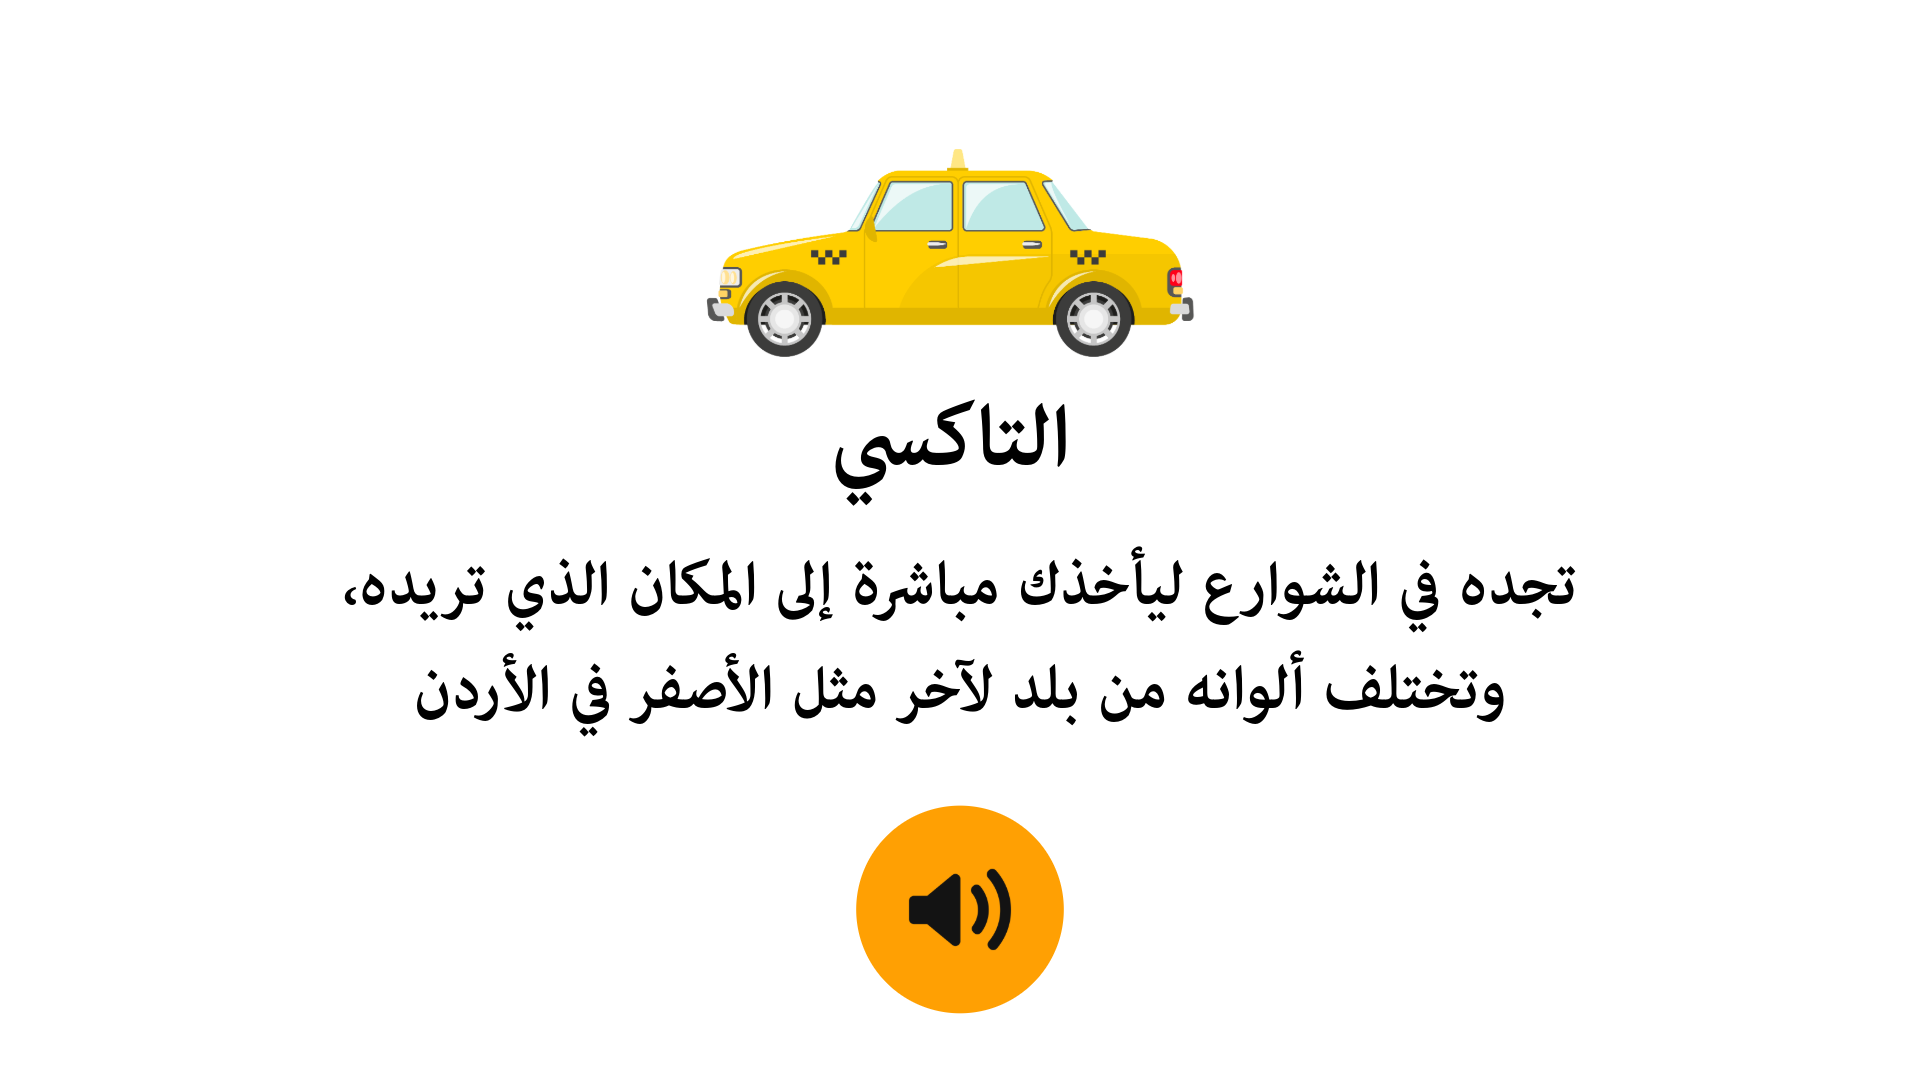 التاكسي
تجده في الشوارع ليأخذك مباشرة إلى المكان الذي تريده،
وتختلف ألوانه من بلد لآخر مثل الأصفر في الأردن